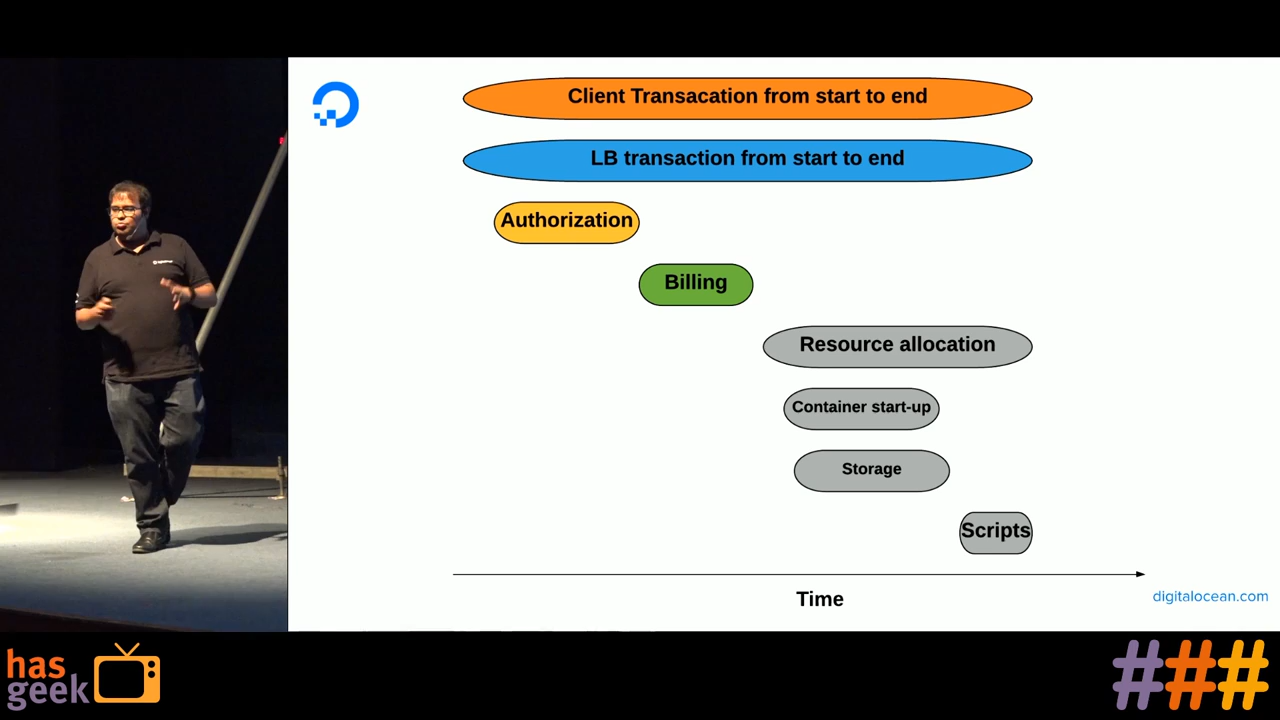 Client Transacation from start to end
LB transaction from start to end
Authorization
Billing
Resource allocation
Container start-up
Storage
Scripts
Time
digitalocean.com
has
geek
###